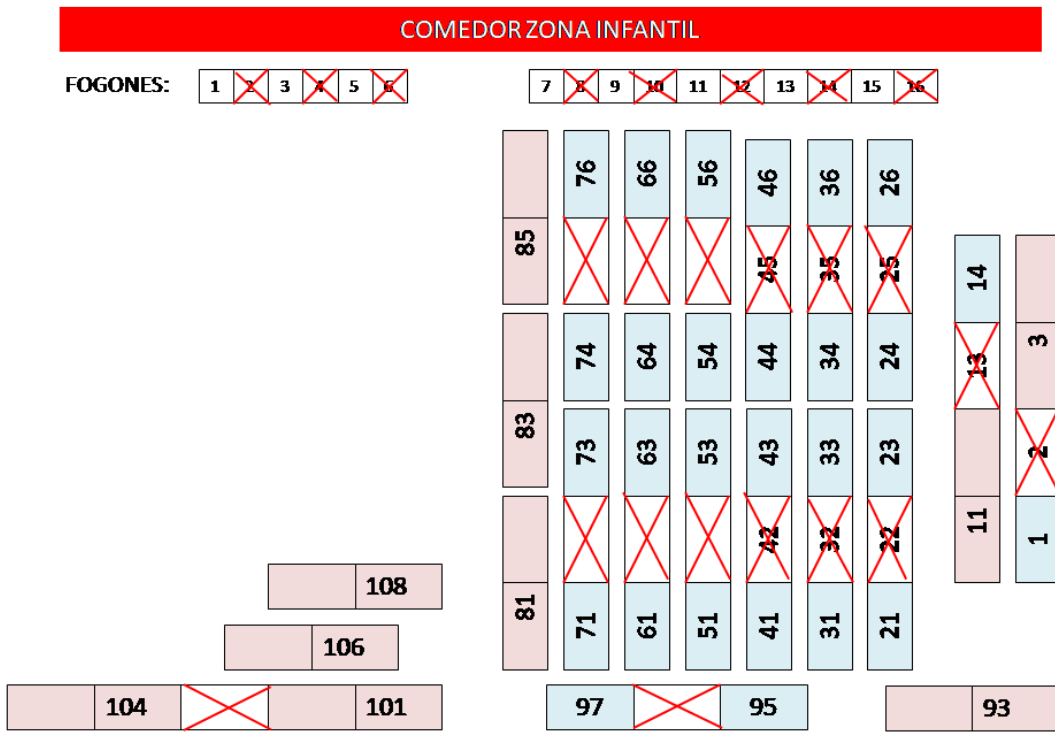 COMEDOR ZONA INFANTIL
FOGONES: 1 2 3 4 5 6 7 8 9 10 11 12 13 14 15 16
76 66 56 46 36 26
85 45 35 25 14
13 3
74 64 54 44 34 24
83 73 63 53 43 33 23
2
42 32 22 11 1
108
81 71 61 51 41 31 21
106
104 101 97 95 93